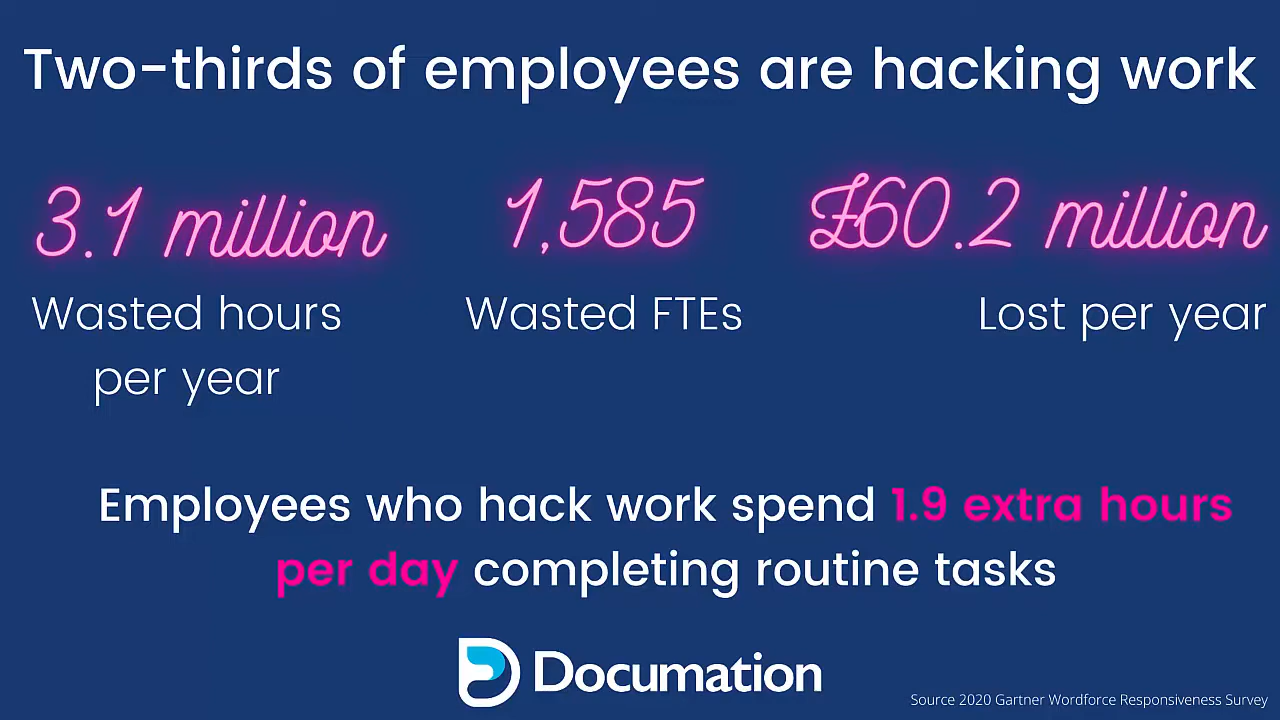 Two-thirds of employees are hacking work
3.1 million
Wasted hours
per year
1,585
Wasted FTEs
£60.2 million
Lost per year
Employees who hack work spend 1.9 extra hours
per day completing routine tasks
Documation
Source 2020 Gartner Wordforce Responsiveness Survey